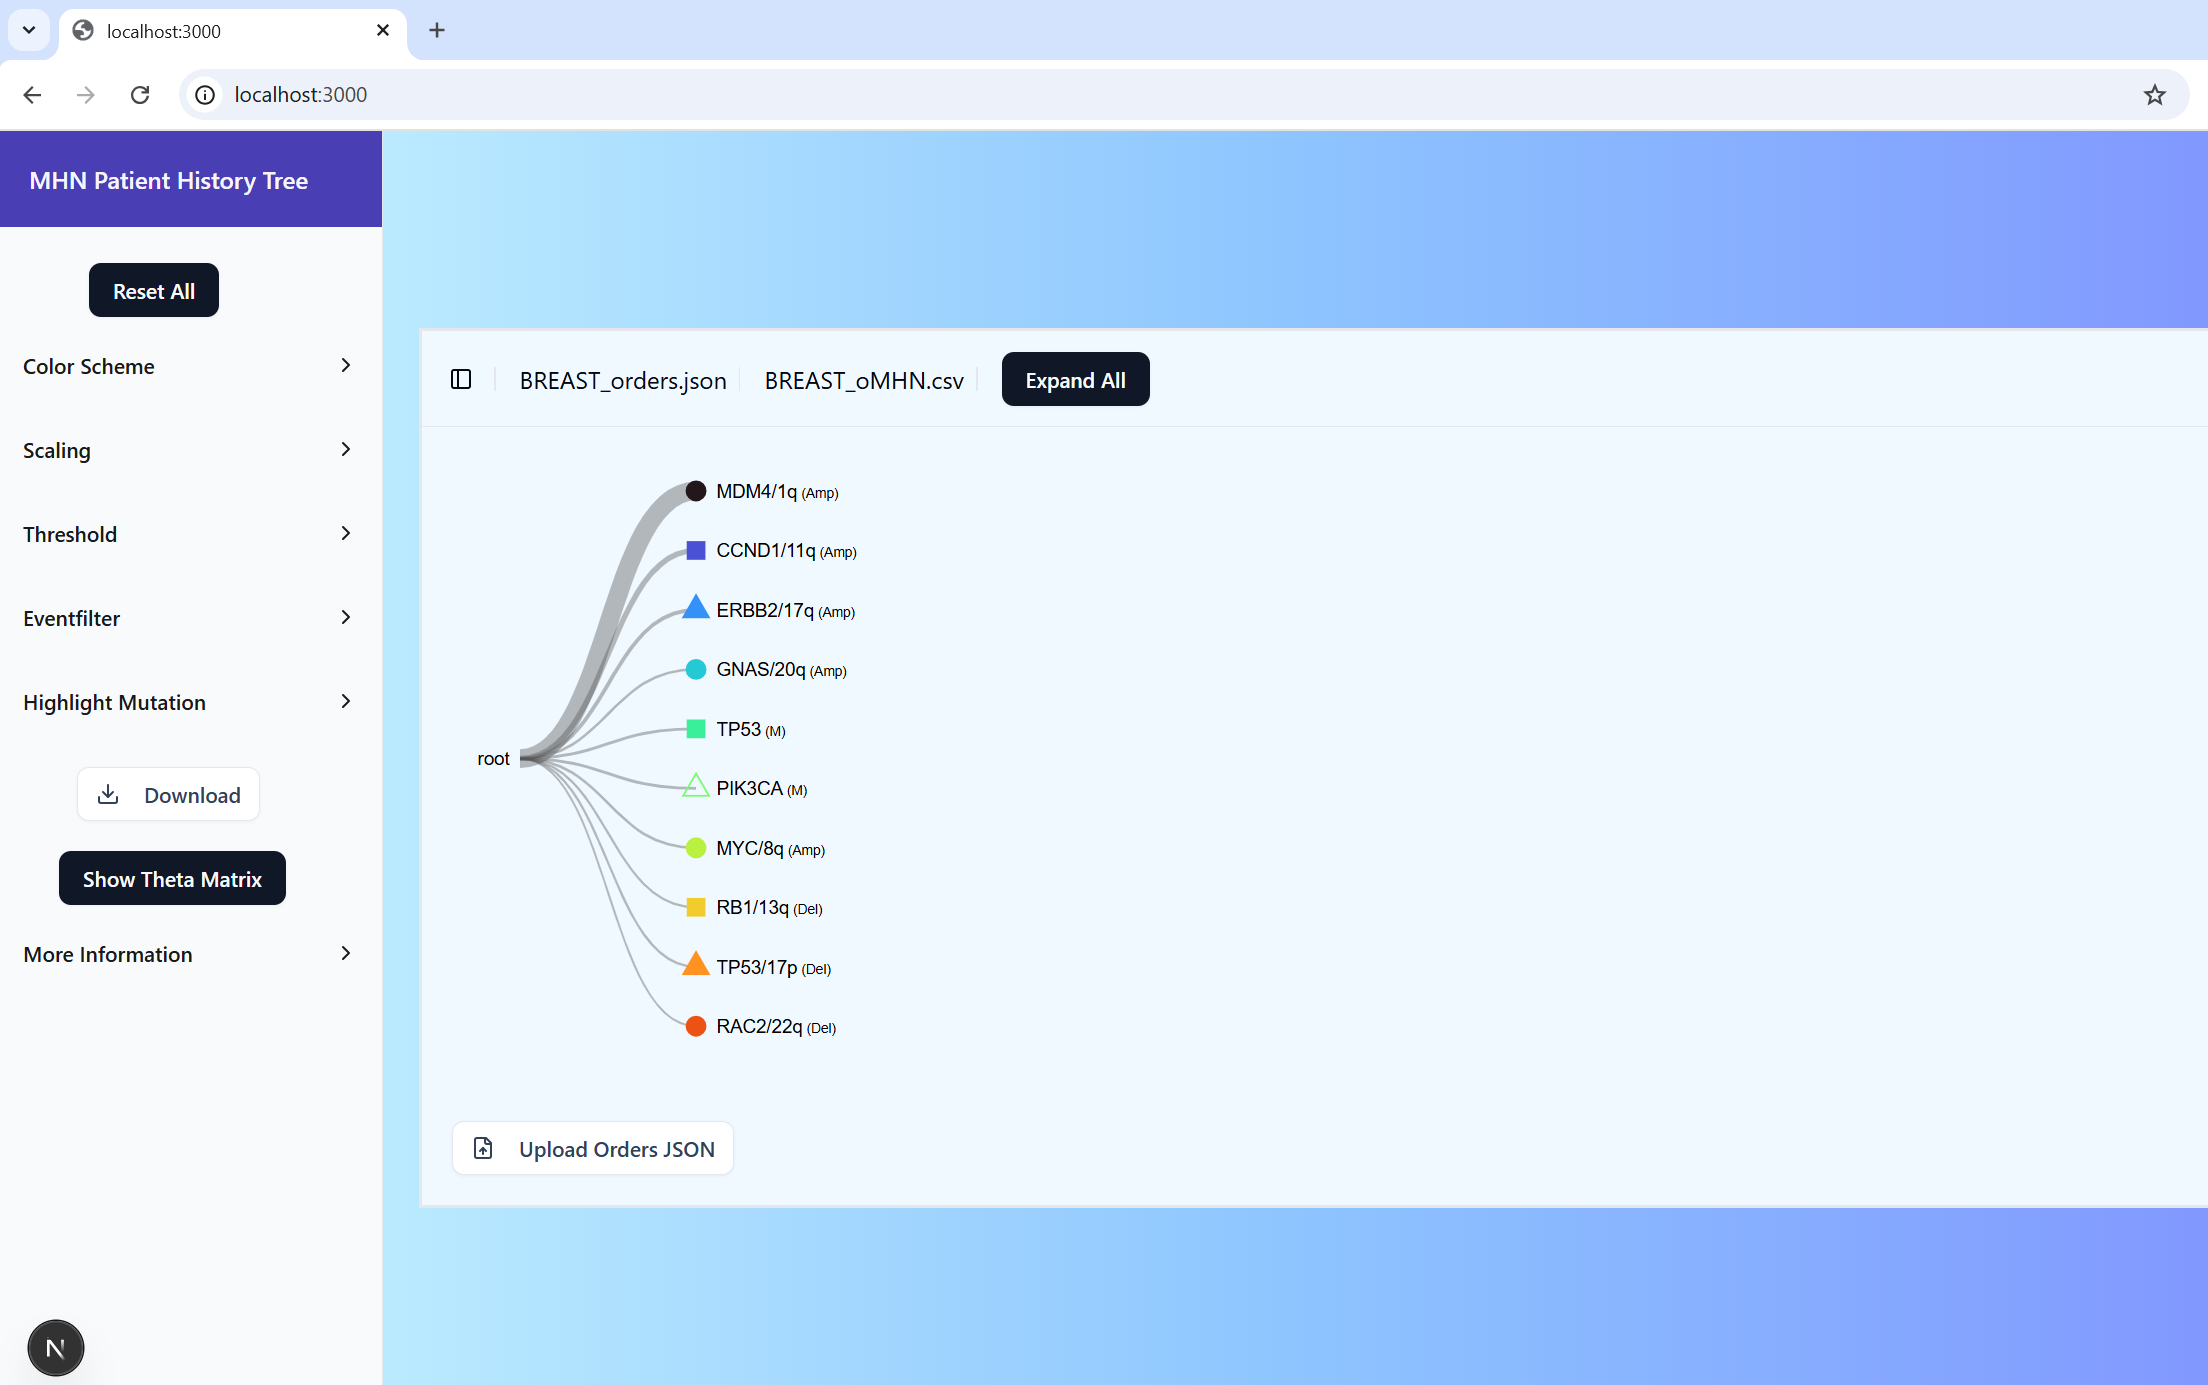 localhost:3000
localhost:3000
MHN Patient History Tree
Reset All
Color Scheme
Scaling
Threshold
Eventfilter
Highlight Mutation
Download
Show Theta Matrix
More Information
N
BREAST_orders.json
BREAST_oMHN.csv
Expand All
root
MDM4/1q (Amp)
CCND1/11q (Amp)
ERBB2/17q (Amp)
GNAS/20q (Amp)
TP53 (M)
PIK3CA (M)
MYC/8q (Amp)
RB1/13q (Del)
TP53/17p (Del)
RAC2/22q (Del)
Upload Orders JSON